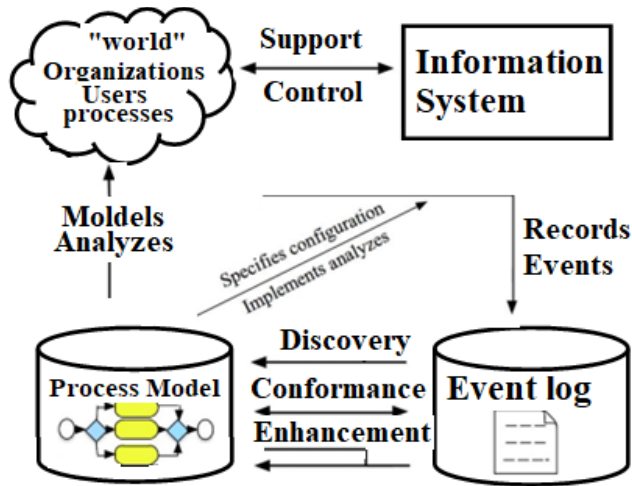 "world"
Organizations
Users
processes
Support
Control
Information
System
Moldels
Analyzes
Specifies configuration
Implements analyzes
Records
Events
Process Model
Discovery
Conformance
Enhancement
Event log